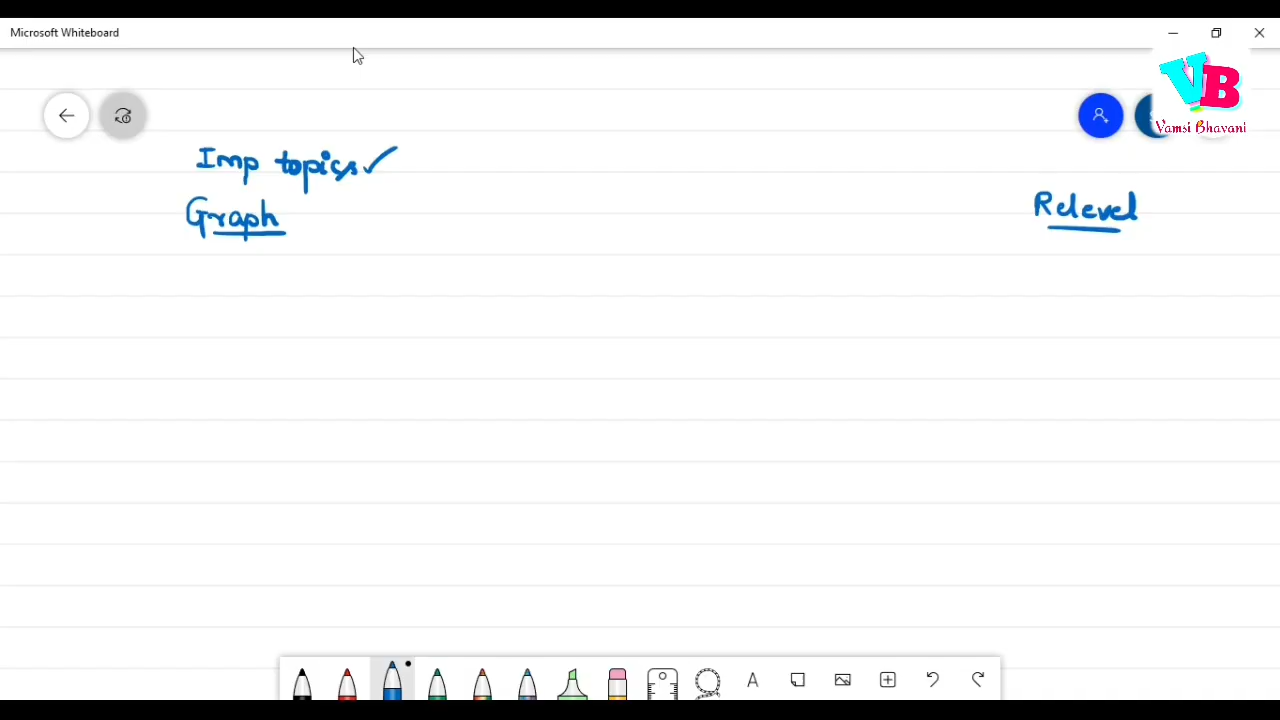 Microsoft Whiteboard
VB
Vamsi Bhavani
Imp topics
Graph
Relevel
A